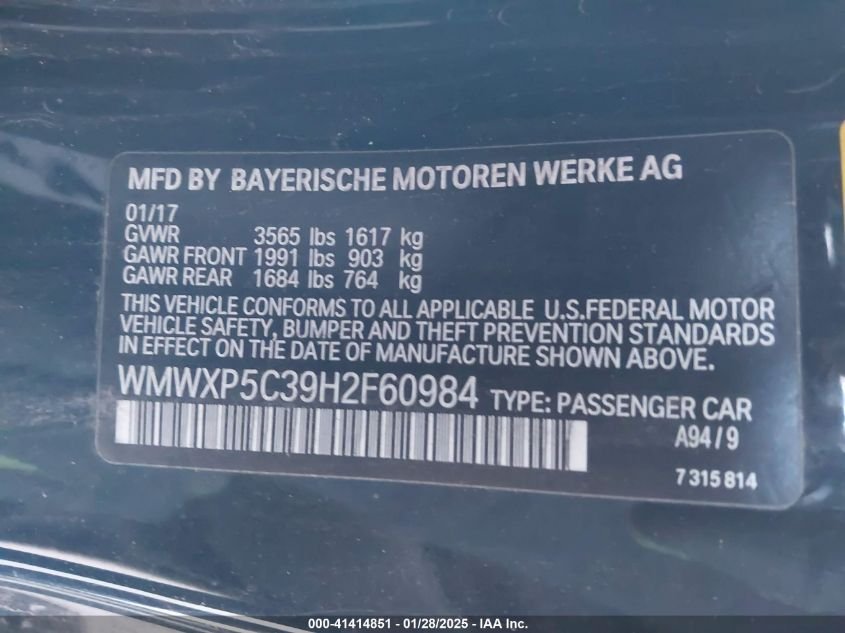 MFD BY BAYERISCHE MOTOREN WERKE AG
01/17
GVWR 3565 lbs 1617 kg
GAWR FRONT 1991 lbs 903 kg
GAWR REAR 1684 lbs 764 kg
THIS VEHICLE CONFORMS TO ALL APPLICABLE U.S.FEDERAL MOTOR
VEHICLE SAFETY, BUMPER AND THEFT PREVENTION STANDARDS
IN EFFECT ON THE DATE OF MANUFACTURE SHOWN ABOVE.
WMWXP5C39H2F60984 TYPE: PASSENGER CAR
A94/9
7 315 814
000-41414851 | 01/28/2025 - IAA Inc.